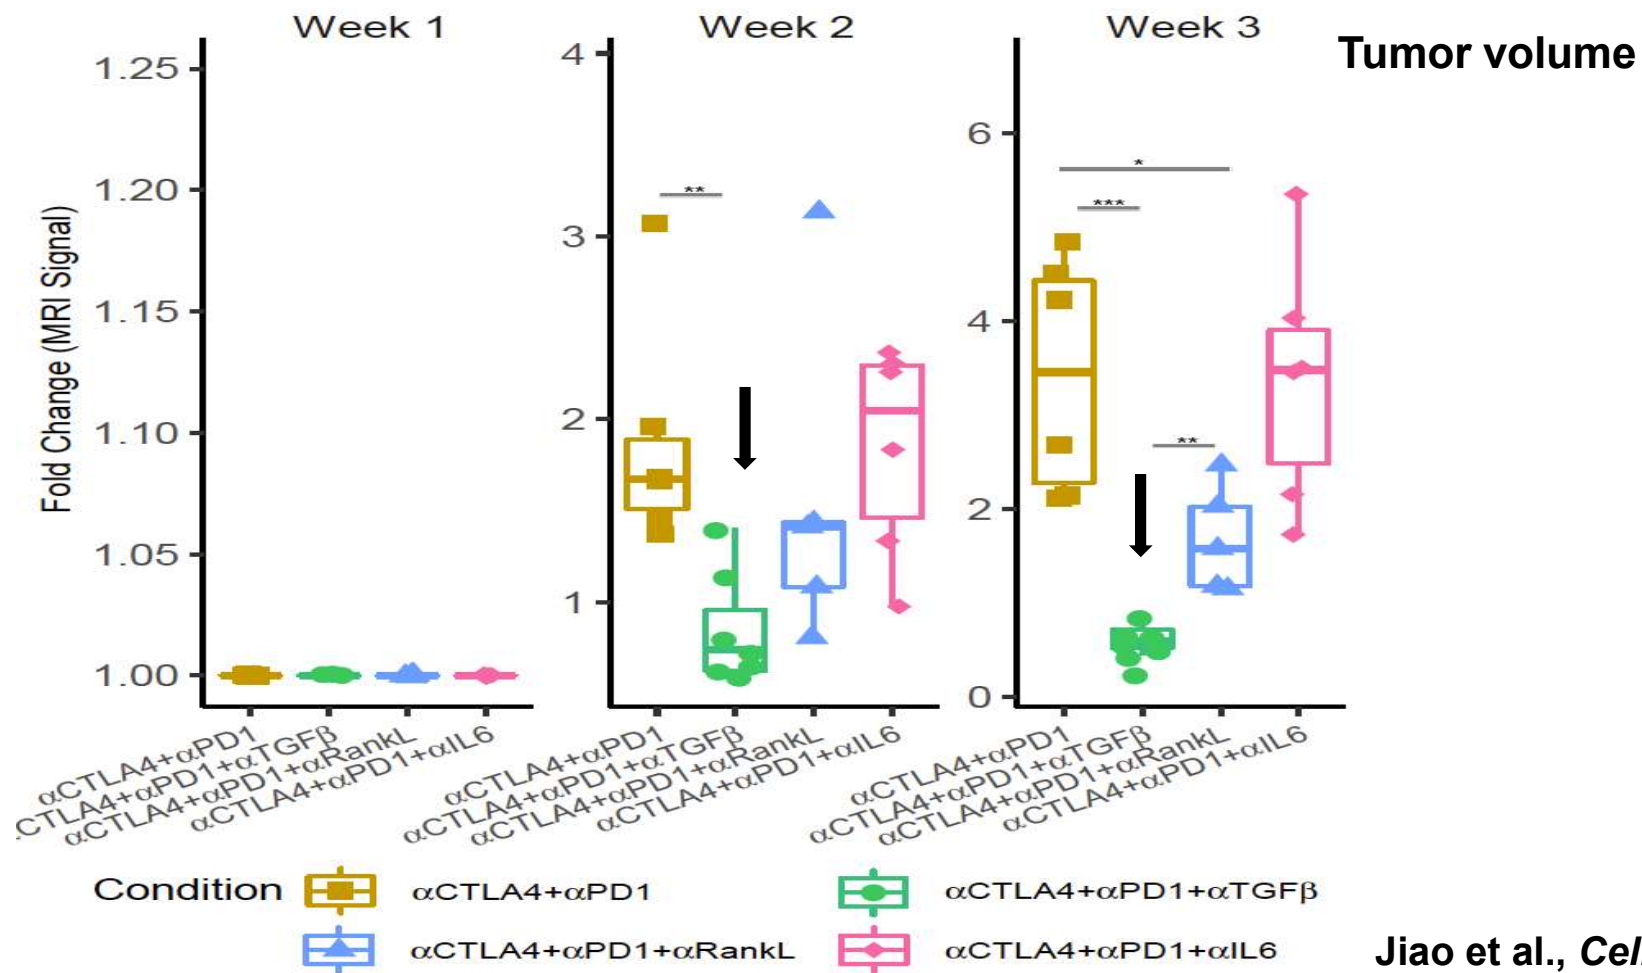 Week 1
Week 2
Week 3
Tumor volume
Fold Change (MRI Signal)
1.25
1.20
1.15
1.10
1.05
1.00
4
3
2
1
6
4
2
0
**
*
***
**
αCTLA4+αPD1
CTLA4+αPD1+αTGFβ
αCTLA4+αPD1+αRankL
αCTLA4+αPD1+αIL6
αCTLA4+αPD1
αCTLA4+αPD1+αTGFβ
αCTLA4+αPD1+αRankL
αCTLA4+αPD1+αIL6
αCTLA4+αPD1
αCTLA4+αPD1+αTGFβ
αCTLA4+αPD1+αRankL
αCTLA4+αPD1+αIL6
Condition
αCTLA4+αPD1
αCTLA4+αPD1+αTGFβ
αCTLA4+αPD1+αRankL
αCTLA4+αPD1+αIL6
Jiao et al., Cell